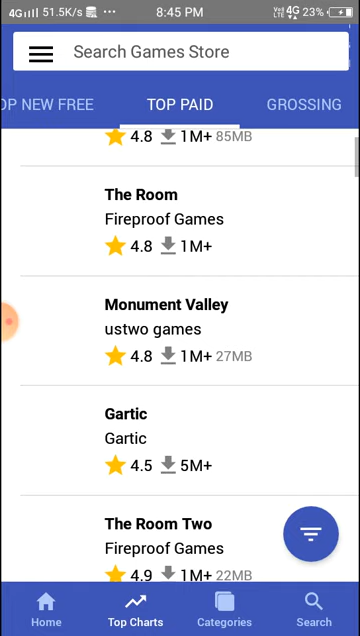 4G 51.5K/s ... 8:45 PM VoLTE 4G 23%
Search Games Store
OP NEW FREE TOP PAID GROSSING
4.8 1M+ 85MB
The Room
Fireproof Games
4.8 1M+
Monument Valley
ustwo games
4.8 1M+ 27MB
Gartic
Gartic
4.5 5M+
The Room Two
Fireproof Games
4.9 1M+ 22MB
Home Top Charts Categories Search